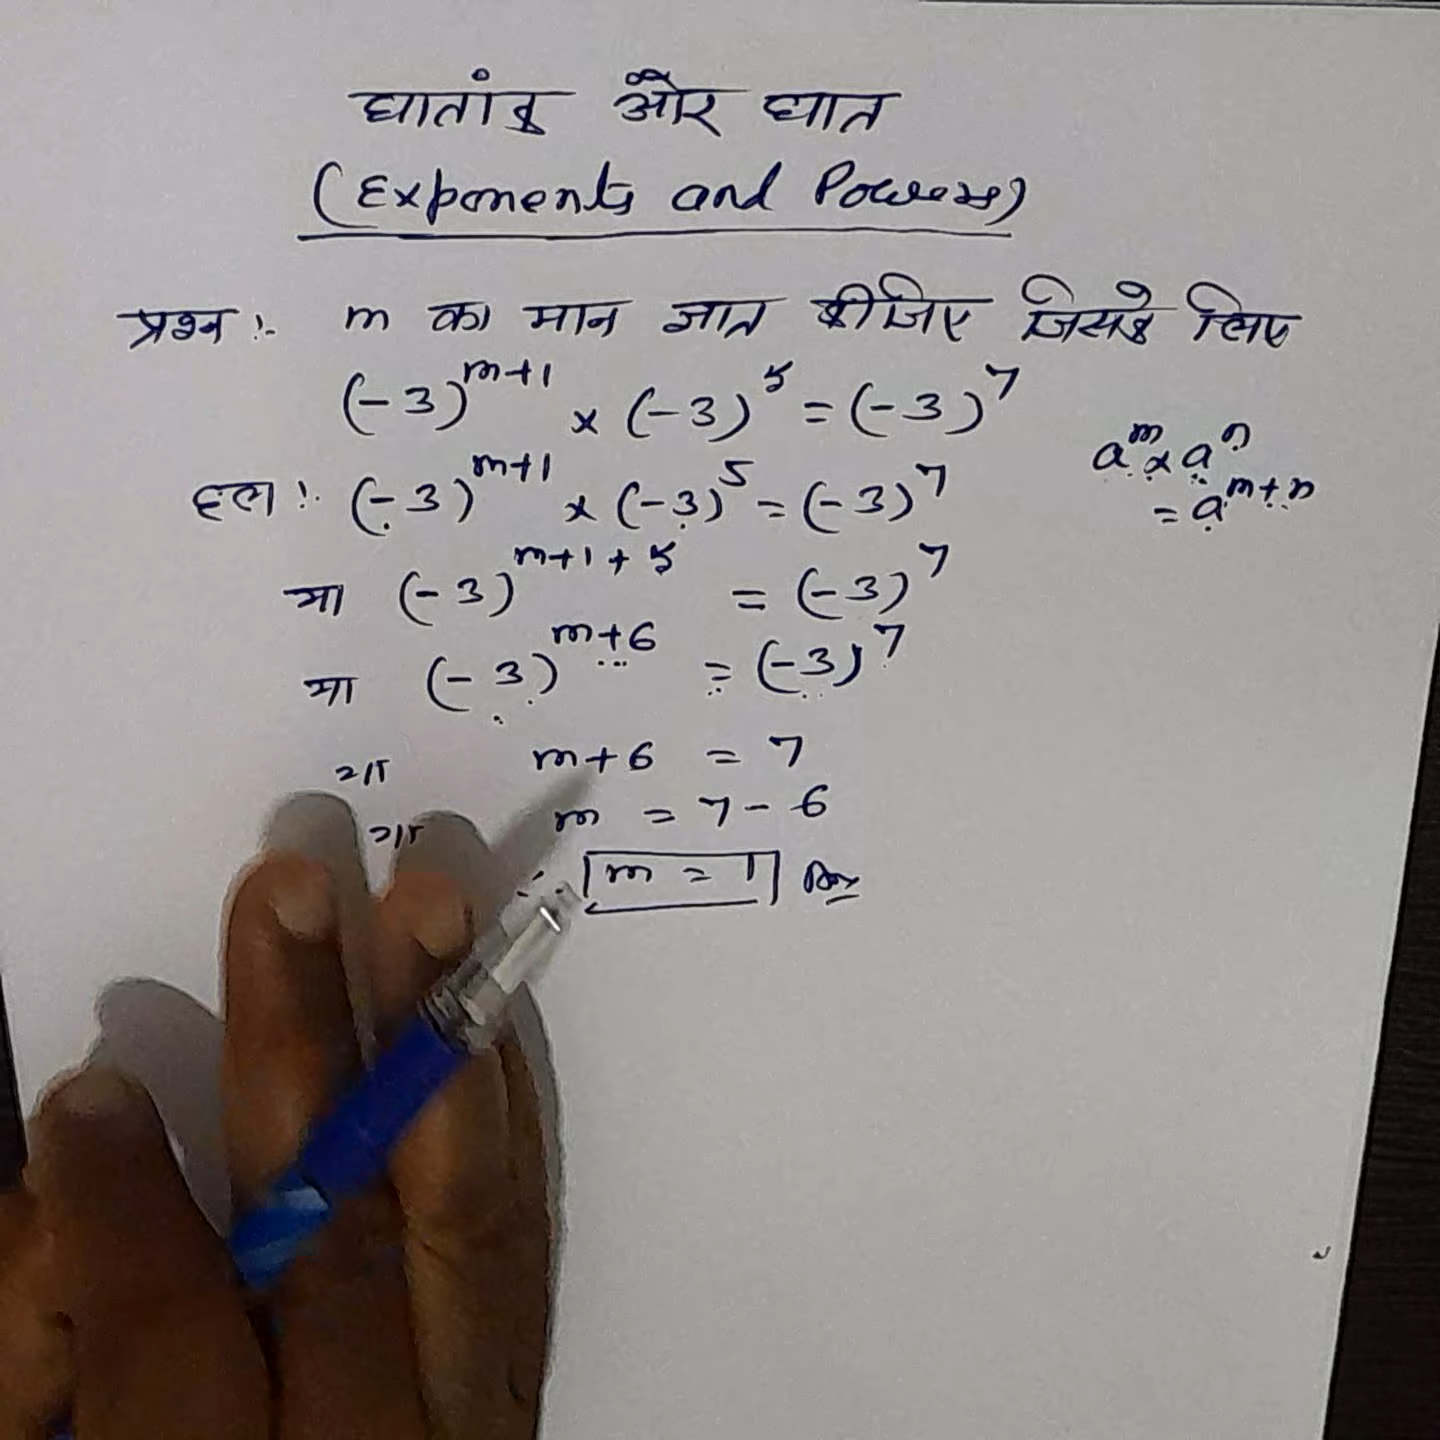 घातांक और घात
(Exponents and Powers)
प्रश्न :- m का मान ज्ञात कीजिए जिसके लिए
(-3)^{m+1} × (-3)^5 = (-3)^7
हल :- (-3)^{m+1} × (-3)^5 = (-3)^7
a^m × a^n
= a^{m+n}
या (-3)^{m+1+5} = (-3)^7
या (-3)^{m+6} = (-3)^7
या m+6 = 7
या m = 7-6
∴ m = 1 Ans